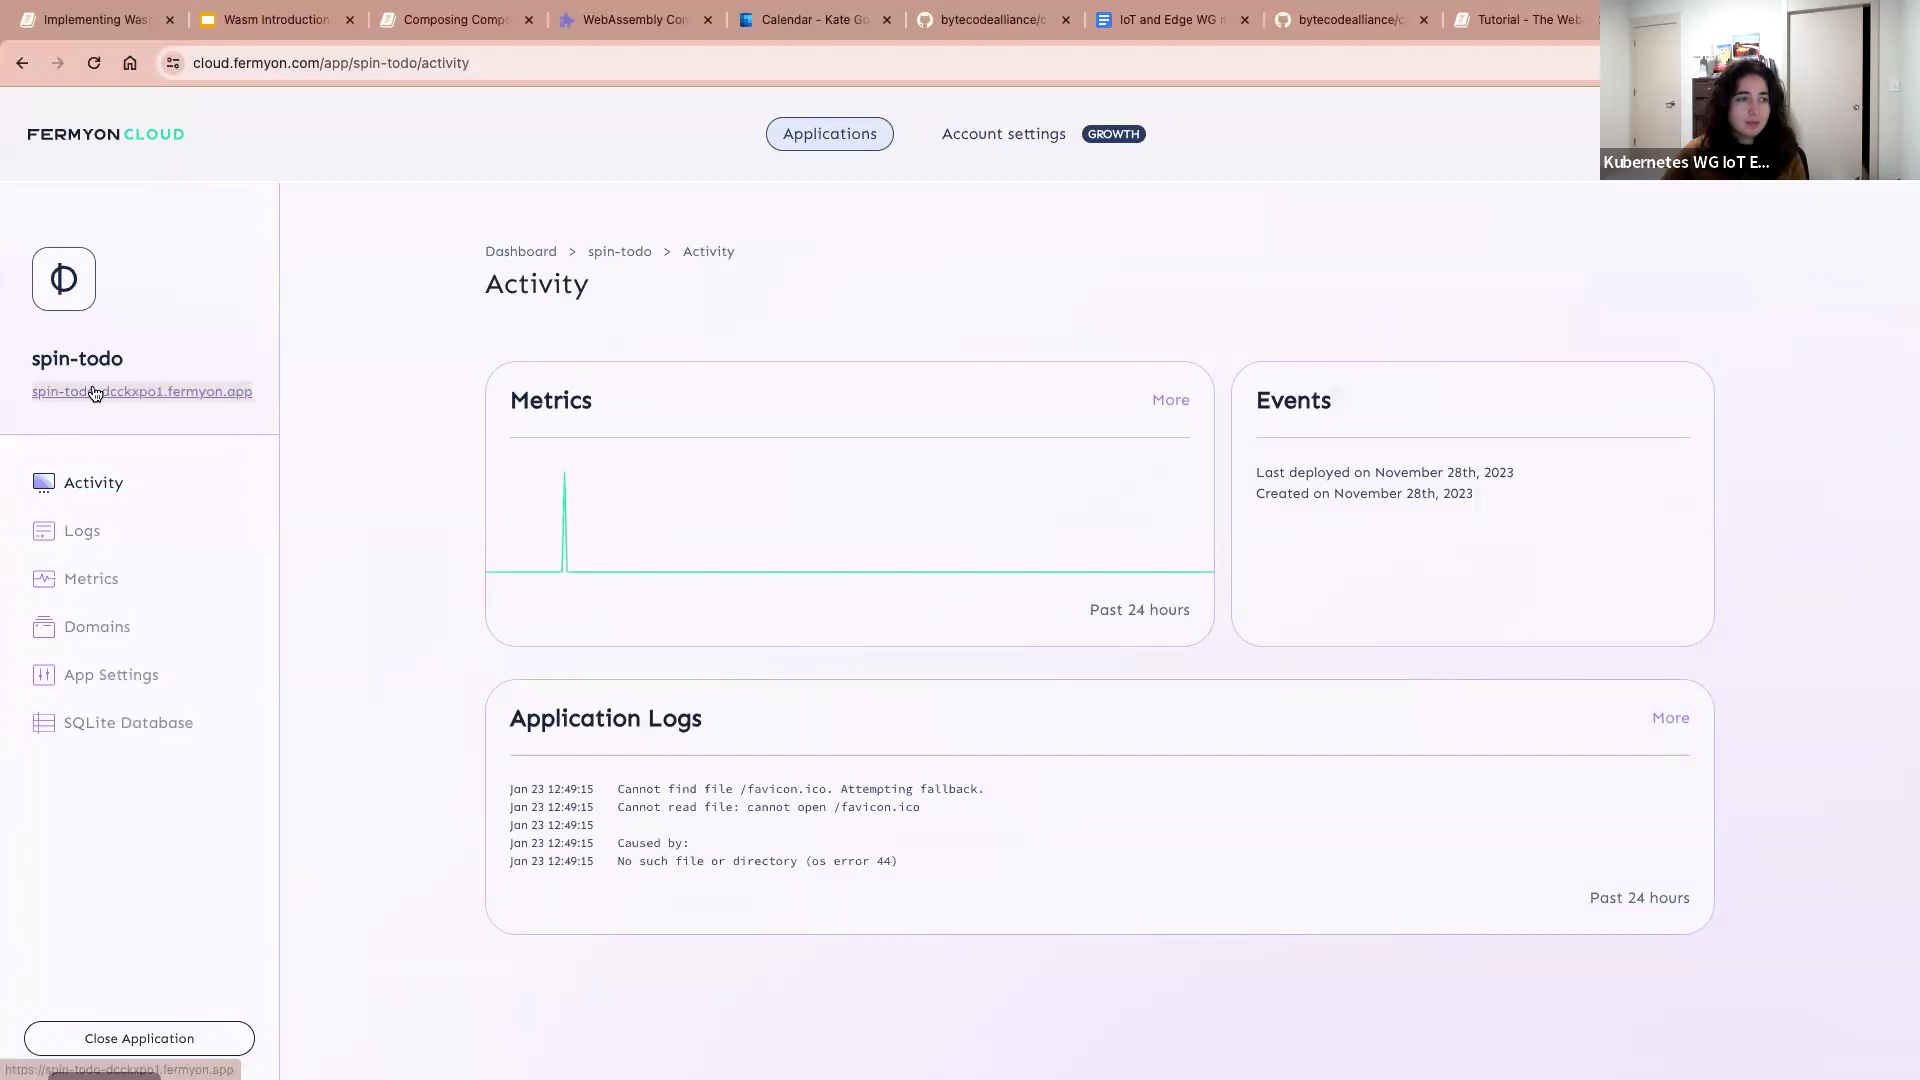 Implementing Was
Wasm Introduction
Composing Compo
WebAssembly Con
Calendar - Kate Go
bytecodealliance/c
IoT and Edge WG n
bytecodealliance/c
Tutorial - The Web
cloud.fermyon.com/app/spin-todo/activity
FERMYON CLOUD
Applications
Account settings
GROWTH
Kubernetes WG IoT E...
spin-todo
spin-todo-dcckxpo1.fermyon.app
Activity
Logs
Metrics
Domains
App Settings
SQLite Database
Close Application
https://spin-todo-dcckxpo1.fermyon.app
Dashboard > spin-todo > Activity
Activity
Metrics
More
Past 24 hours
Events
Last deployed on November 28th, 2023
Created on November 28th, 2023
Application Logs
More
Jan 23 12:49:15 Cannot find file /favicon.ico. Attempting fallback.
Jan 23 12:49:15 Cannot read file: cannot open /favicon.ico
Jan 23 12:49:15
Jan 23 12:49:15 Caused by:
Jan 23 12:49:15 No such file or directory (os error 44)
Past 24 hours